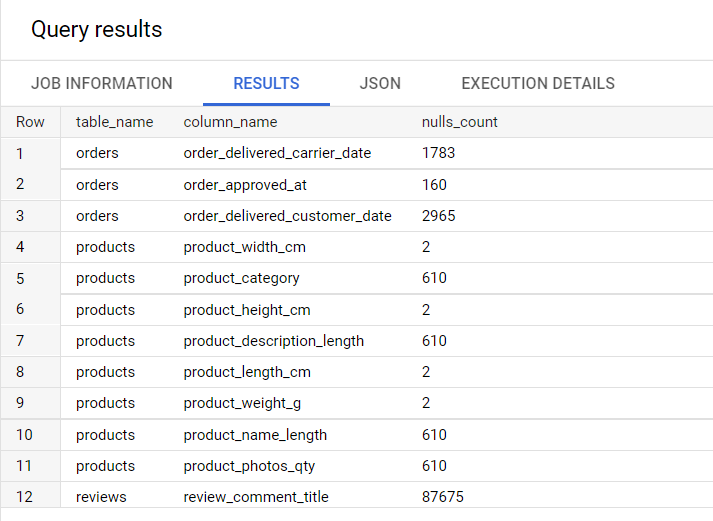 Query results
JOB INFORMATION RESULTS JSON EXECUTION DETAILS
Row table_name column_name nulls_count
1 orders order_delivered_carrier_date 1783
2 orders order_approved_at 160
3 orders order_delivered_customer_date 2965
4 products product_width_cm 2
5 products product_category 610
6 products product_height_cm 2
7 products product_description_length 610
8 products product_length_cm 2
9 products product_weight_g 2
10 products product_name_length 610
11 products product_photos_qty 610
12 reviews review_comment_title 87675